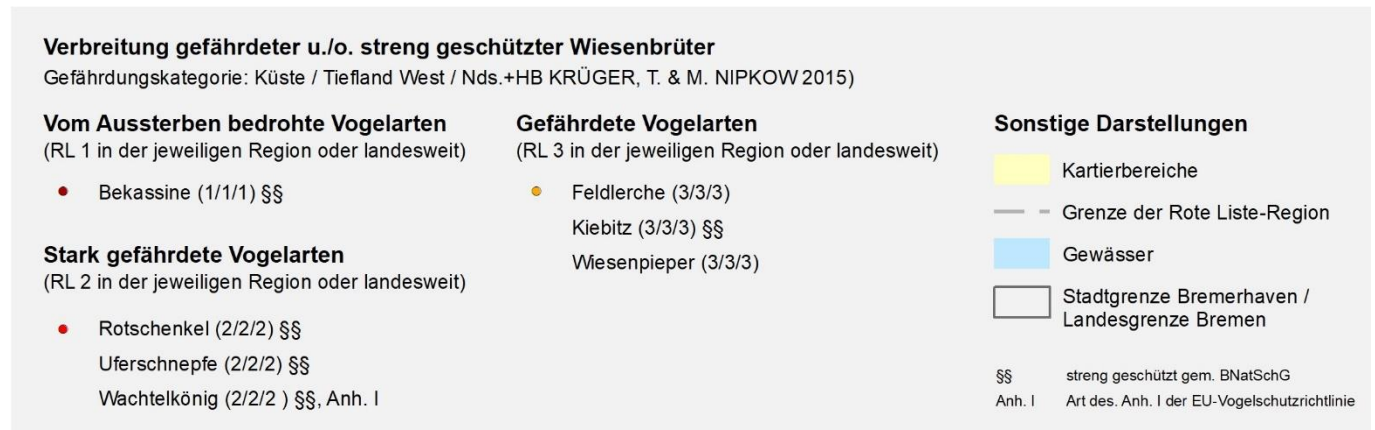 Verbreitung gefährdeter u./o. streng geschützter Wiesenbrüter
Gefährdungskategorie: Küste / Tiefland West / Nds.+HB KRÜGER, T. & M. NIPKOW 2015)
Vom Aussterben bedrohte Vogelarten
(RL 1 in der jeweiligen Region oder landesweit)
Bekassine (1/1/1) §§
Stark gefährdete Vogelarten
(RL 2 in der jeweiligen Region oder landesweit)
Rotschenkel (2/2/2) §§
Uferschnepfe (2/2/2) §§
Wachtelkönig (2/2/2 ) §§, Anh. I
Gefährdete Vogelarten
(RL 3 in der jeweiligen Region oder landesweit)
Feldlerche (3/3/3)
Kiebitz (3/3/3) §§
Wiesenpieper (3/3/3)
Sonstige Darstellungen
Kartierbereiche
Grenze der Rote Liste-Region
Gewässer
Stadtgrenze Bremerhaven /
Landesgrenze Bremen
§§ streng geschützt gem. BNatSchG
Anh. I Art des. Anh. I der EU-Vogelschutzrichtlinie